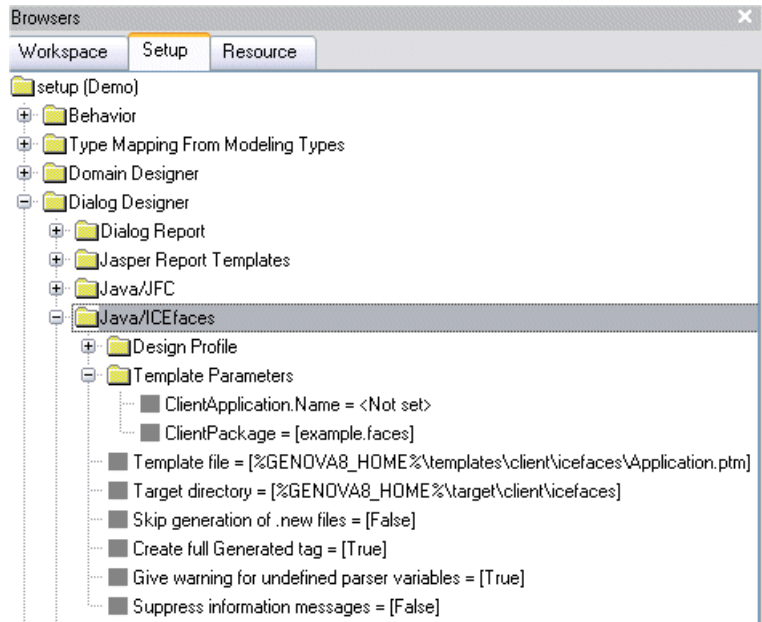 Browsers
Workspace Setup Resource
setup (Demo)
Behavior
Type Mapping From Modeling Types
Domain Designer
Dialog Designer
Dialog Report
Jasper Report Templates
Java/JFC
Java/ICEfaces
Design Profile
Template Parameters
ClientApplication.Name = <Not set>
ClientPackage = [example.faces]
Template file = [%GENOVA8_HOME%\templates\client\icefaces\Application.ptm]
Target directory = [%GENOVA8_HOME%\target\client\icefaces]
Skip generation of .new files = [False]
Create full Generated tag = [True]
Give warning for undefined parser variables = [True]
Suppress information messages = [False]